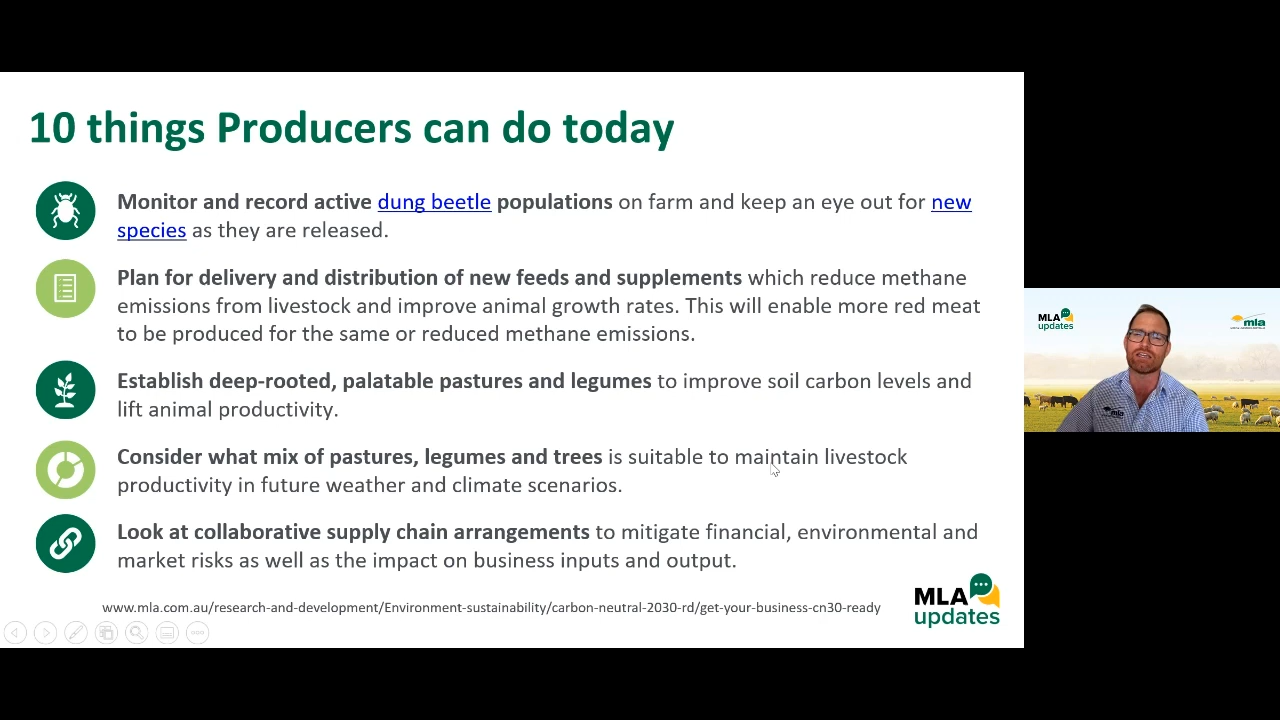 10 things Producers can do today
Monitor and record active dung beetle populations on farm and keep an eye out for new
species as they are released.
Plan for delivery and distribution of new feeds and supplements which reduce methane
emissions from livestock and improve animal growth rates. This will enable more red meat
to be produced for the same or reduced methane emissions.
Establish deep-rooted, palatable pastures and legumes to improve soil carbon levels and
lift animal productivity.
Consider what mix of pastures, legumes and trees is suitable to maintain livestock
productivity in future weather and climate scenarios.
Look at collaborative supply chain arrangements to mitigate financial, environmental and
market risks as well as the impact on business inputs and output.
www.mla.com.au/research-and-development/Environment-sustainability/carbon-neutral-2030-rd/get-your-business-cn30-ready
MLA
updates
MLA
updates
mla
mla